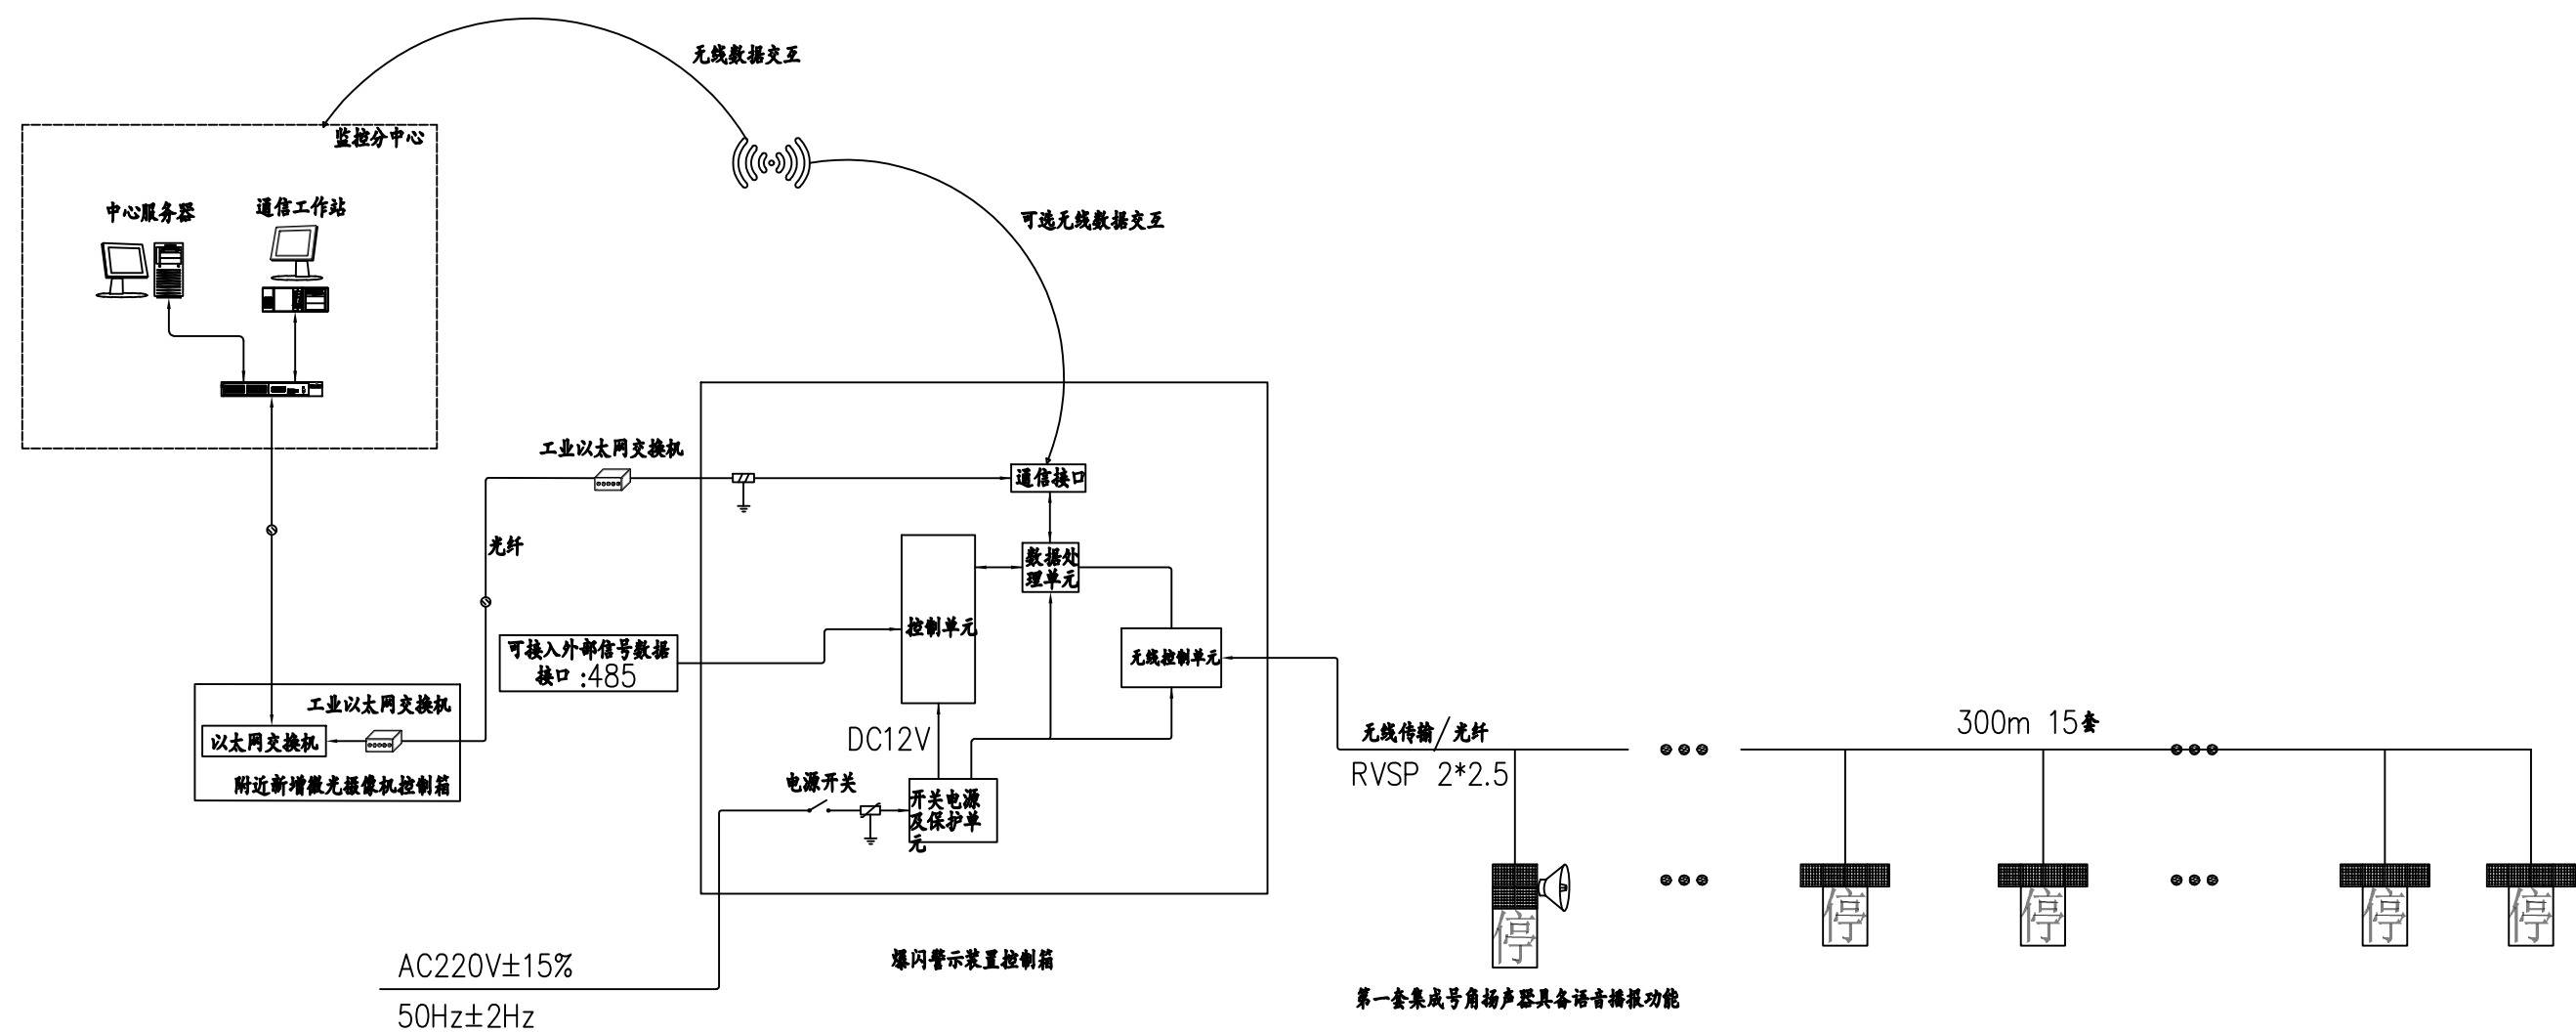 无线数据交互
监控分中心
中心服务器
通信工作站
可选无线数据交互
工业以太网交换机
通信接口
光纤
数据处
理单元
控制单元
可接入外部信号数据
接口:485
无线控制单元
工业以太网交换机
以太网交换机
附近新增微光摄像机控制箱
DC12V
电源开关
开关电源
及保护单
元
无线传输/光纤
RVSP 2*2.5
300m 15套
停
停
停
停
停
AC220V±15%
50Hz±2Hz
爆闪警示装置控制箱
第一套集成号角扬声器具备语音播报功能